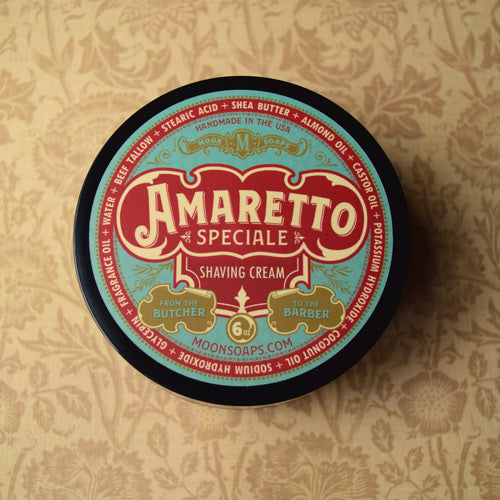 WATER + BEEF TALLOW + STEARIC ACID + SHEA BUTTER + ALMOND OIL + CASTOR OIL + POTASSIUM HYDROXIDE + COCONUT OIL + SODIUM HYDROXIDE + GLYCERIN + FRAGRANCE OIL +
HANDMADE IN THE USA
MOON M SOAPS
AMARETTO
SPECIALE
SHAVING CREAM
FROM THE BUTCHER
TO THE BARBER
6 OZ
MOONSOAPS.COM